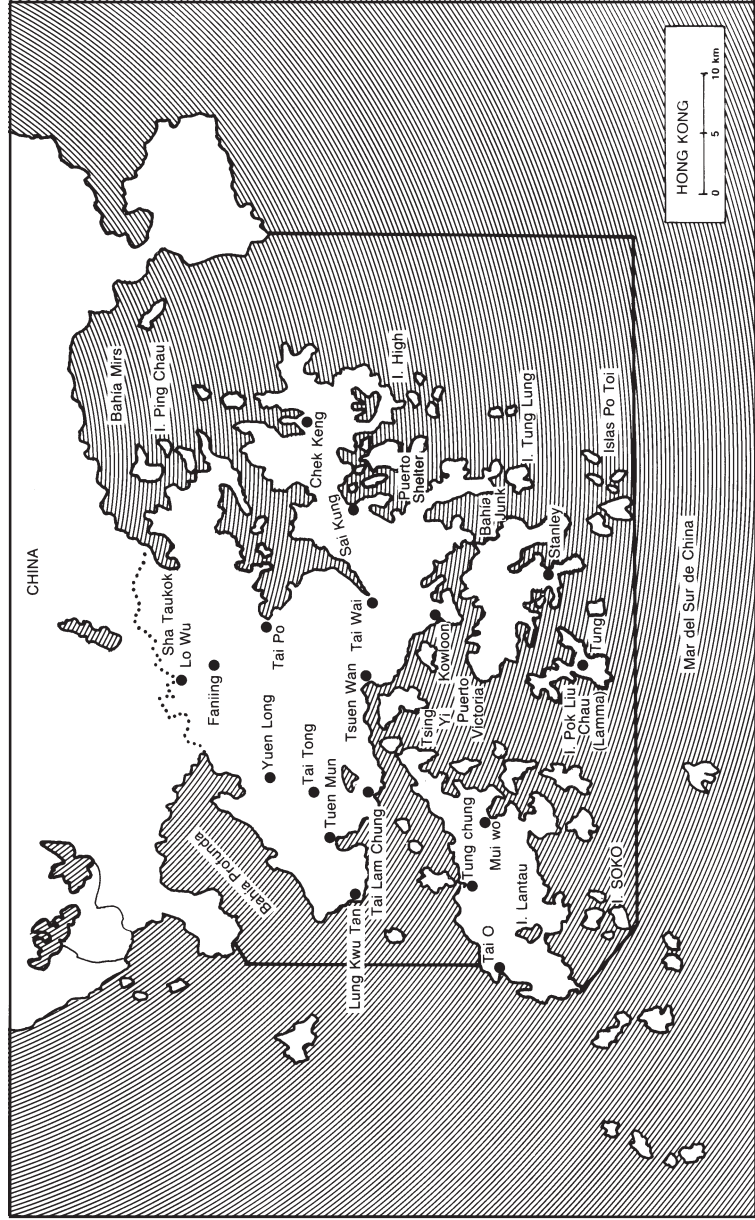 CHINA
Bahia Mirs
I. Ping Chau
Sha Taukok
Lo Wu
Faniing
Tai Po
Yuen Long
Tai Tong
Tuen Mun
Bahia Profunda
Chek Keng
Sai Kung
Tai Wai
Tsuen Wan
Tai Lam Chung
Lung Kwu Tan
I. High
Puerto
Shelter
Kowloon
Tsing
Yi
Puerto
Victoria
Bahia
Junk
I. Tung Lung
Stanley
Tung chung
Mui wo
Tai O
I. Lantau
I. Pok Liu
Chau
(Lamma)
Tung
Islas Po Toi
I. SOKO
Mar del Sur de China
HONG KONG
0 5 10 km